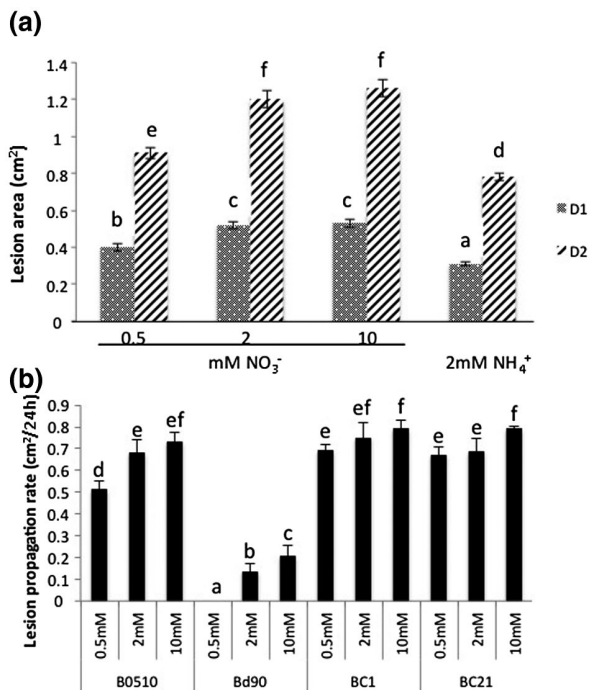 (a)
Lesion area (cm²)
1.4
1.2
1
0.8
0.6
0.4
0.2
0
b
e
c
f
c
f
a
d
D1
D2
0.5 2 10
mM NO₃⁻ 2mM NH₄⁺
(b)
Lesion propagation rate (cm²/24h)
0.9
0.8
0.7
0.6
0.5
0.4
0.3
0.2
0.1
0
d e ef a b c e ef f e e f
0.5mM 2mM 10mM 0.5mM 2mM 10mM 0.5mM 2mM 10mM 0.5mM 2mM 10mM
B0510 Bd90 BC1 BC21